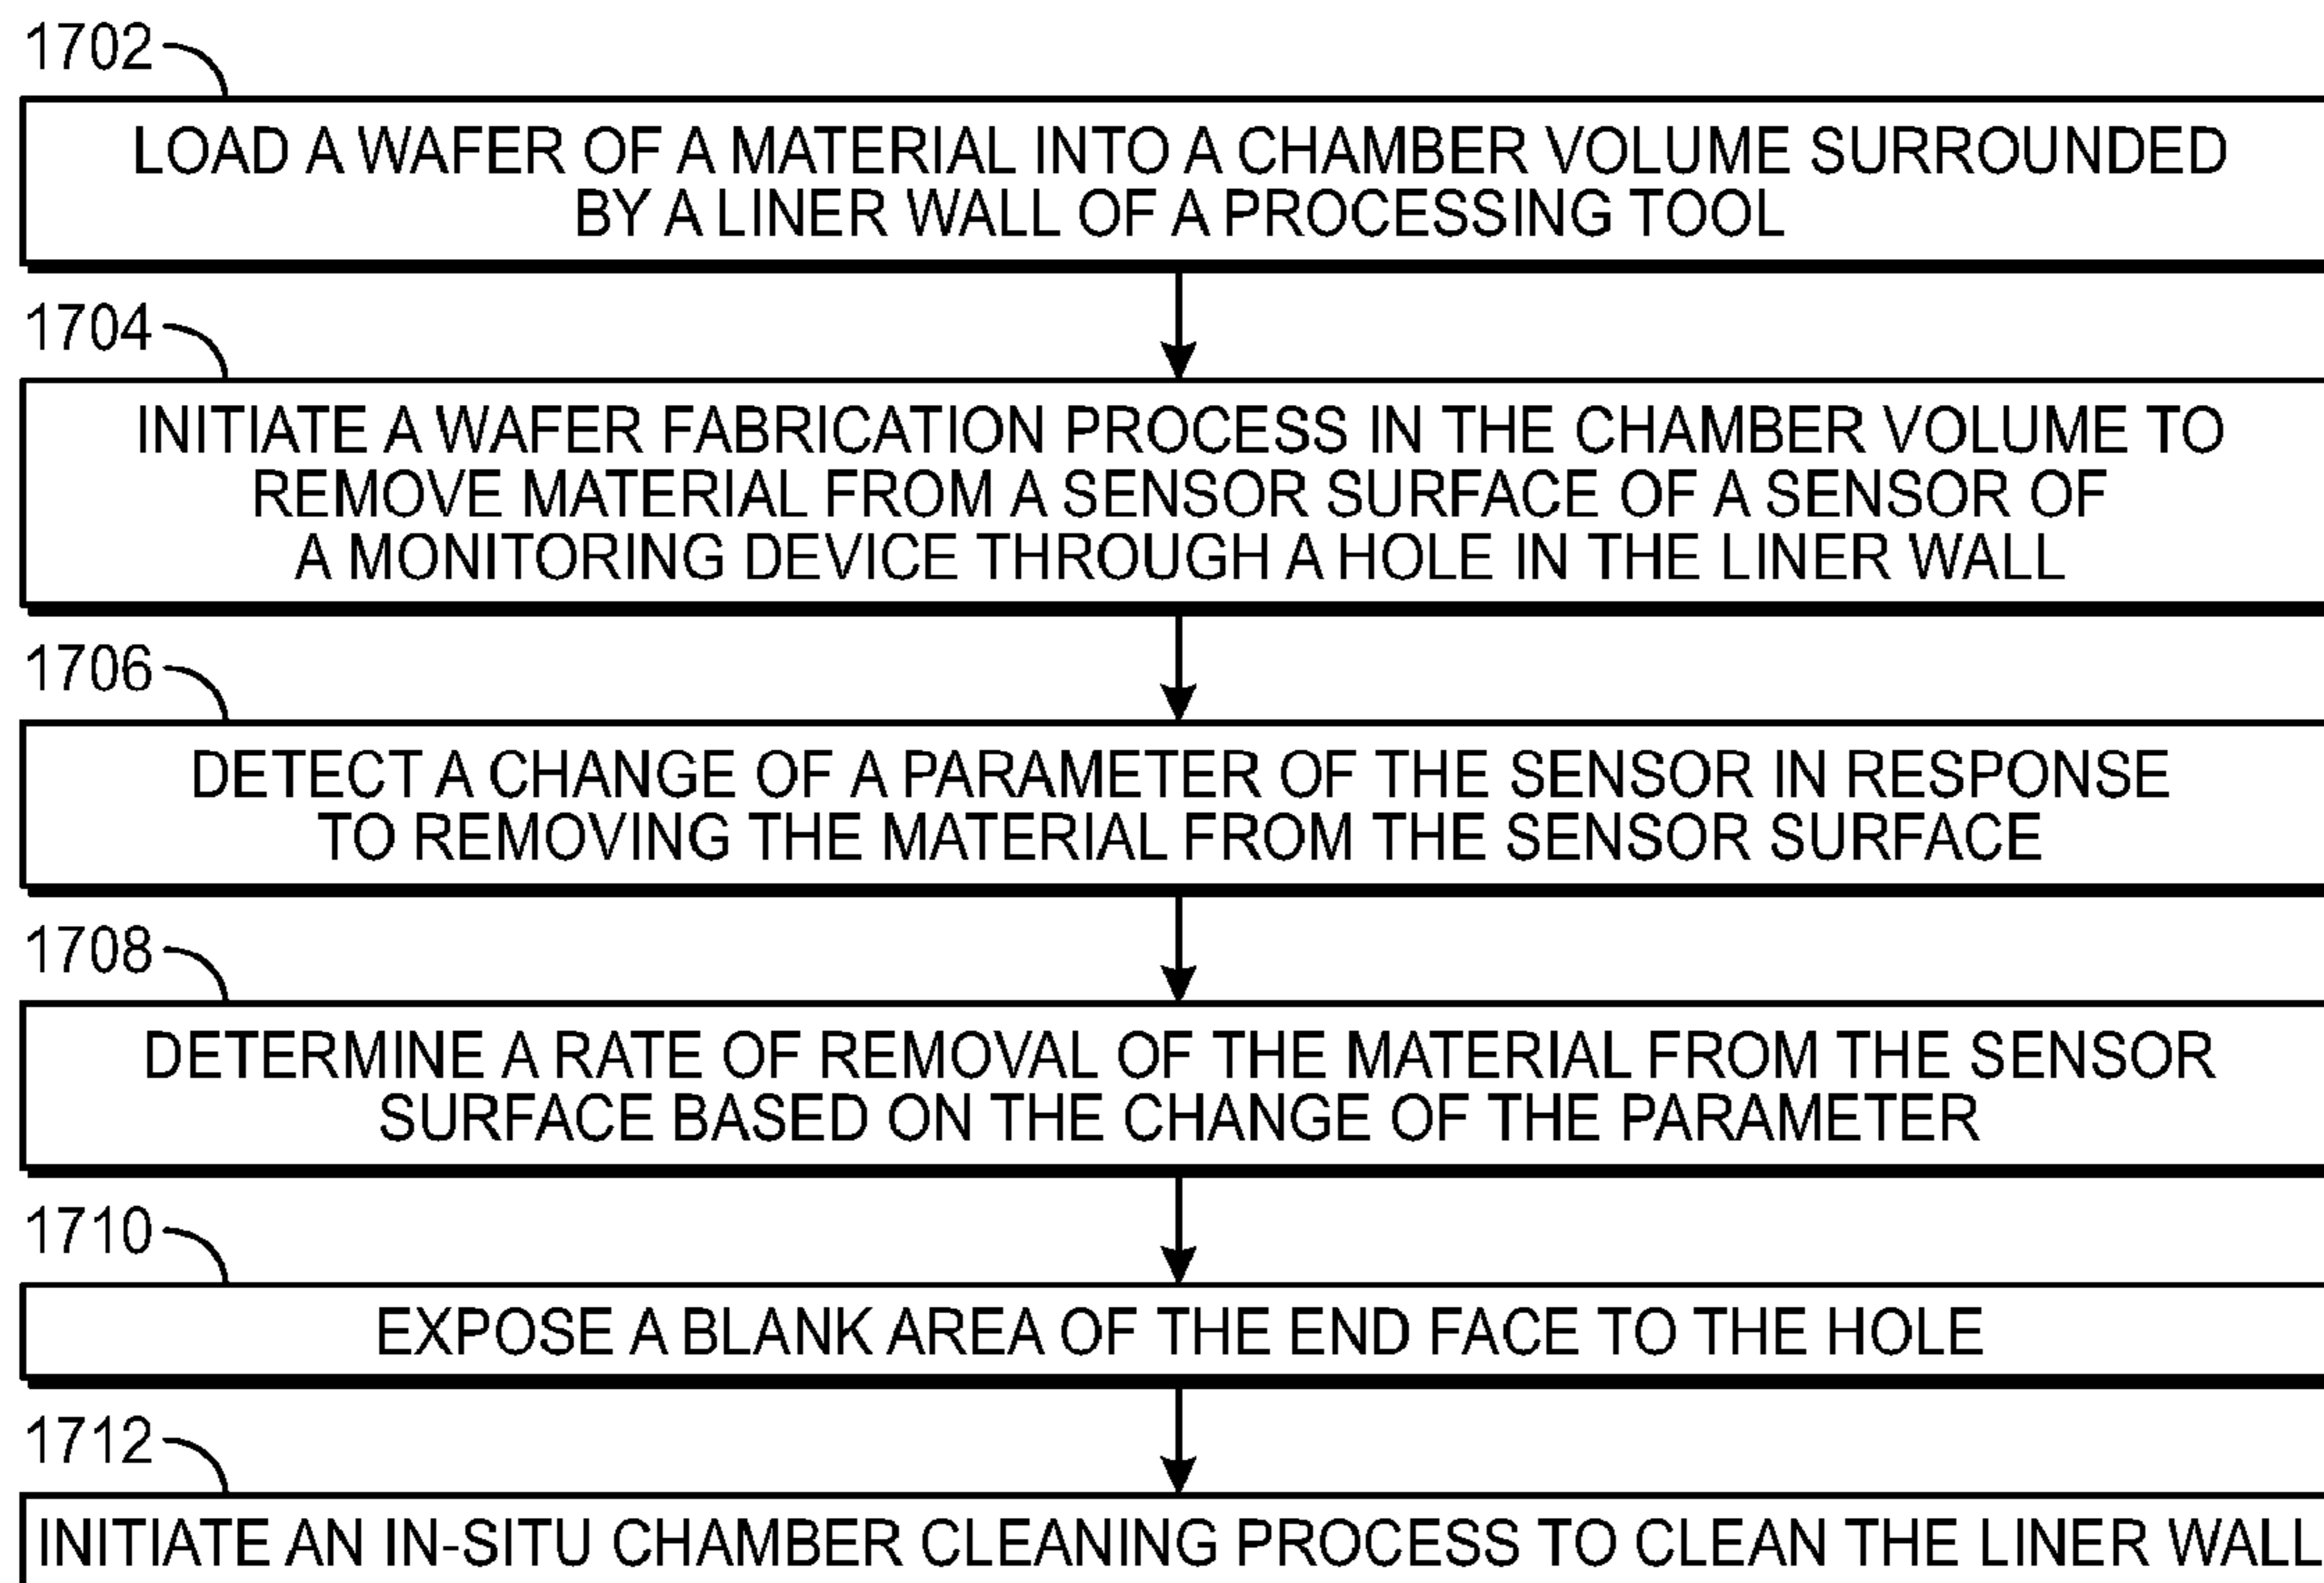 1702
LOAD A WAFER OF A MATERIAL INTO A CHAMBER VOLUME SURROUNDED
BY A LINER WALL OF A PROCESSING TOOL
1704
INITIATE A WAFER FABRICATION PROCESS IN THE CHAMBER VOLUME TO
REMOVE MATERIAL FROM A SENSOR SURFACE OF A SENSOR OF
A MONITORING DEVICE THROUGH A HOLE IN THE LINER WALL
1706
DETECT A CHANGE OF A PARAMETER OF THE SENSOR IN RESPONSE
TO REMOVING THE MATERIAL FROM THE SENSOR SURFACE
1708
DETERMINE A RATE OF REMOVAL OF THE MATERIAL FROM THE SENSOR
SURFACE BASED ON THE CHANGE OF THE PARAMETER
1710
EXPOSE A BLANK AREA OF THE END FACE TO THE HOLE
1712
INITIATE AN IN-SITU CHAMBER CLEANING PROCESS TO CLEAN THE LINER WALL